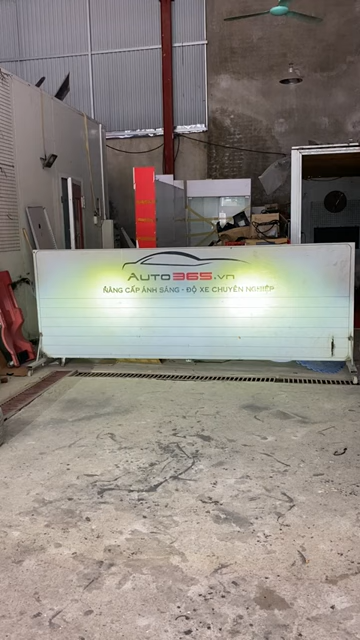 AUTO365.vn
NÂNG CẤP ÁNH SÁNG - ĐỘ XE CHUYÊN NGHIỆP